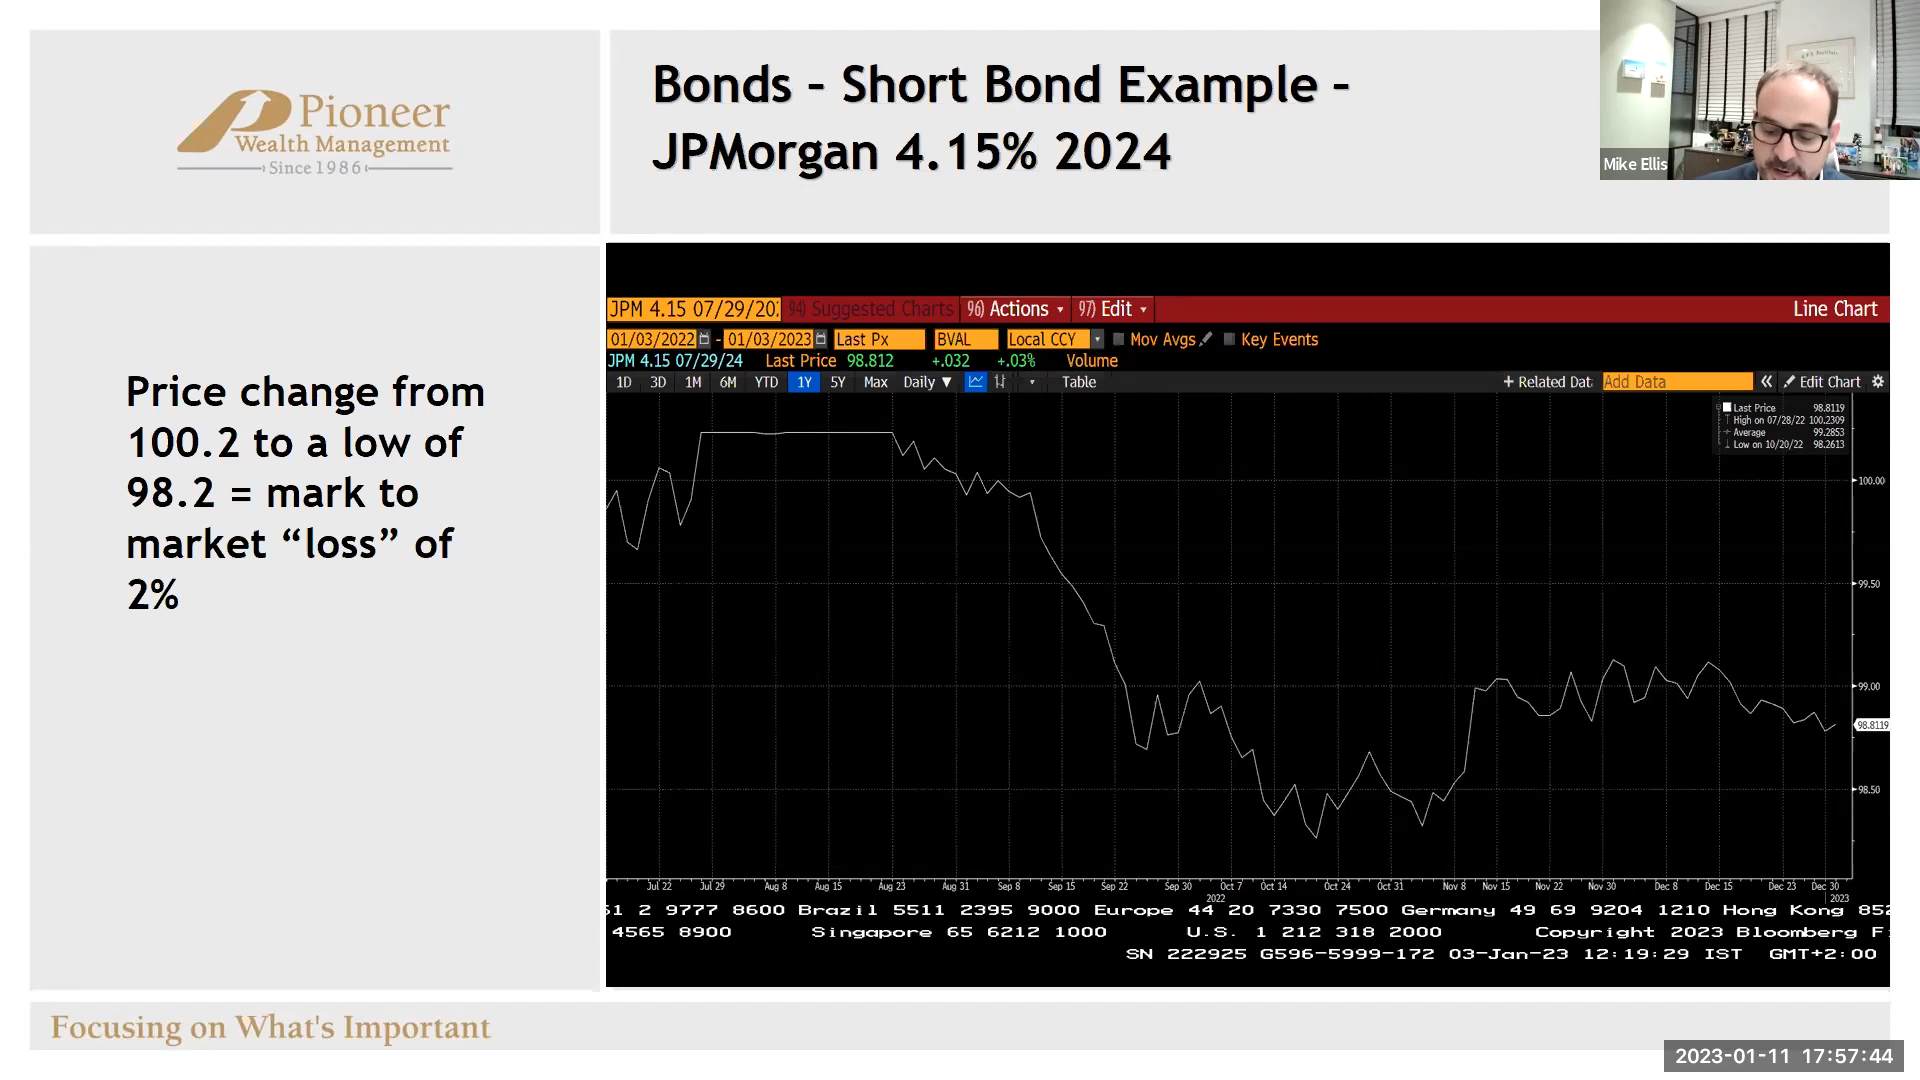 Pioneer
Wealth Management
Since 1986
Bonds – Short Bond Example –
JPMorgan 4.15% 2024
Mike Ellis
Price change from
100.2 to a low of
98.2 = mark to
market “loss” of
2%
JPM 4.15 07/29/20 94) Suggested Charts 96) Actions 97) Edit Line Chart
01/03/2022 - 01/03/2023 Last Px BVAL Local CCY Mov Avgs Key Events
JPM 4.15 07/29/24 Last Price 98.812 +.032 +.03% Volume
1D 3D 1M 6M YTD 1Y 5Y Max Daily ▼ Table + Related Dat Add Data « Edit Chart
Last Price 98.8119
High on 07/28/22 100.2309
Average 99.2853
Low on 10/20/22 98.2613
100.00
99.50
99.00
98.8119
98.50
Jul 22 Jul 29 Aug 8 Aug 15 Aug 23 Aug 31 Sep 8 Sep 15 Sep 22 Sep 30 Oct 7 Oct 14 Oct 24 Oct 31 Nov 8 Nov 15 Nov 22 Nov 30 Dec 8 Dec 15 Dec 23 Dec 30
2022 2023
61 2 9777 8600 Brazil 5511 2395 9000 Europe 44 20 7330 7500 Germany 49 69 9204 1210 Hong Kong 852
4565 8900 Singapore 65 6212 1000 U.S. 1 212 318 2000 Copyright 2023 Bloomberg F
SN 222925 G596-5999-172 03-Jan-23 12:19:29 IST GMT+2:00
Focusing on What's Important
2023-01-11 17:57:44